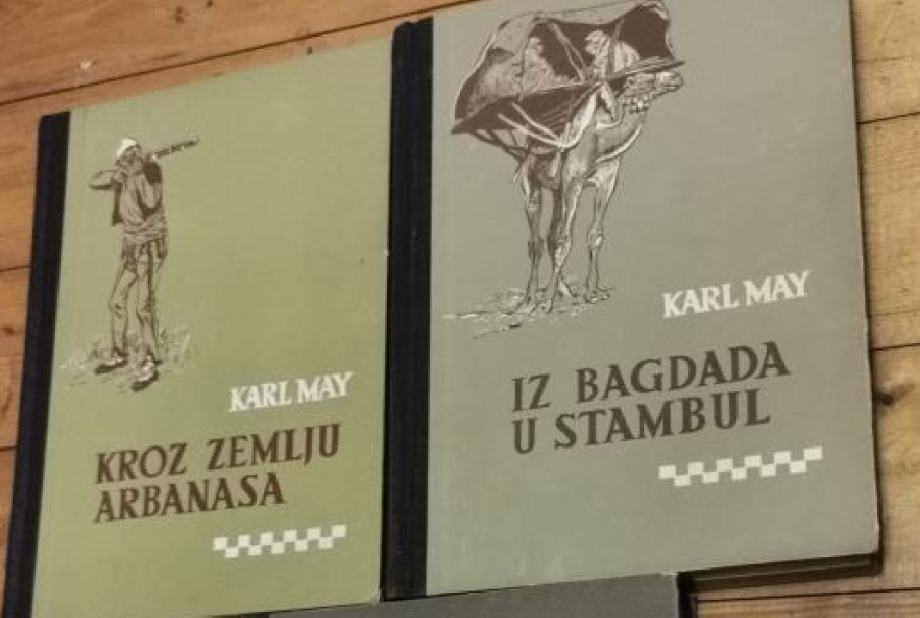 KARL MAY
KROZ ZEMLJU
ARBANASA
KARL MAY
IZ BAGDADA
U STAMBUL